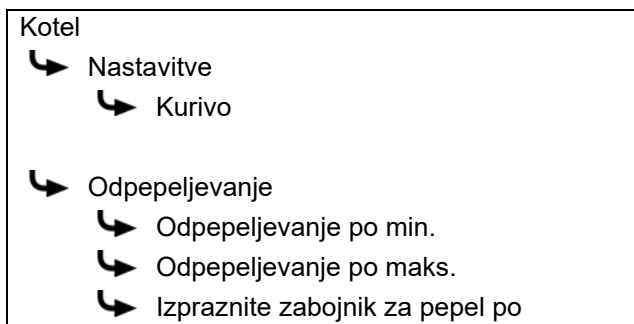 Kotel
Nastavitve
Kurivo
Odpepeljevanje
Odpepeljevanje po min.
Odpepeljevanje po maks.
Izpraznite zabojnik za pepel po